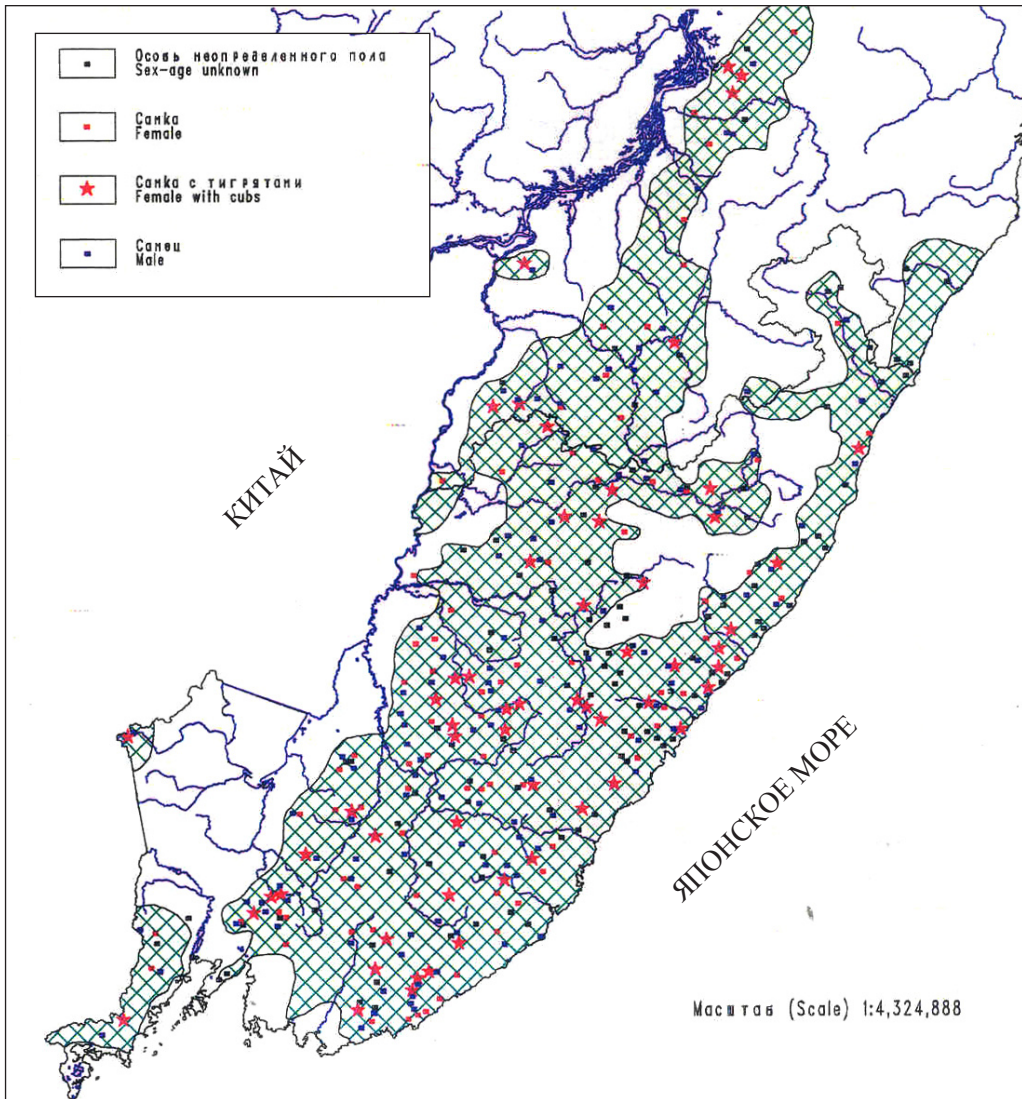 Особь неопределенного пола
Sex-age unknown
Самка
Female
Самка с тигрятами
Female with cubs
Самец
Male
КИТАЙ
ЯПОНСКОЕ МОРЕ
Масштаб (Scale) 1:4,324,888